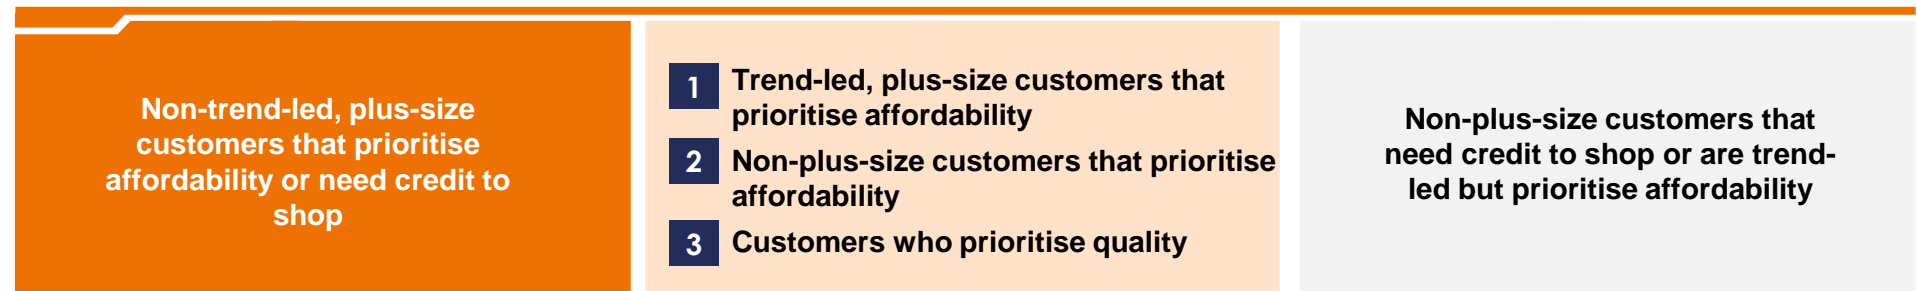 Non-trend-led, plus-size
customers that prioritise
affordability or need credit to
shop
1 Trend-led, plus-size customers that
prioritise affordability
2 Non-plus-size customers that prioritise
affordability
3 Customers who prioritise quality
Non-plus-size customers that
need credit to shop or are trend-
led but prioritise affordability